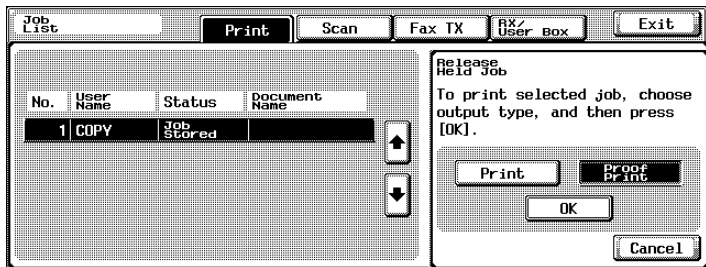 Job
List
Print
Scan
Fax TX
RX/
User Box
Exit
No.
User
Name
Status
Document
Name
1
COPY
Job
Stored
Release
Held Job
To print selected job, choose
output type, and then press
[OK].
Print
Proof
Print
OK
Cancel